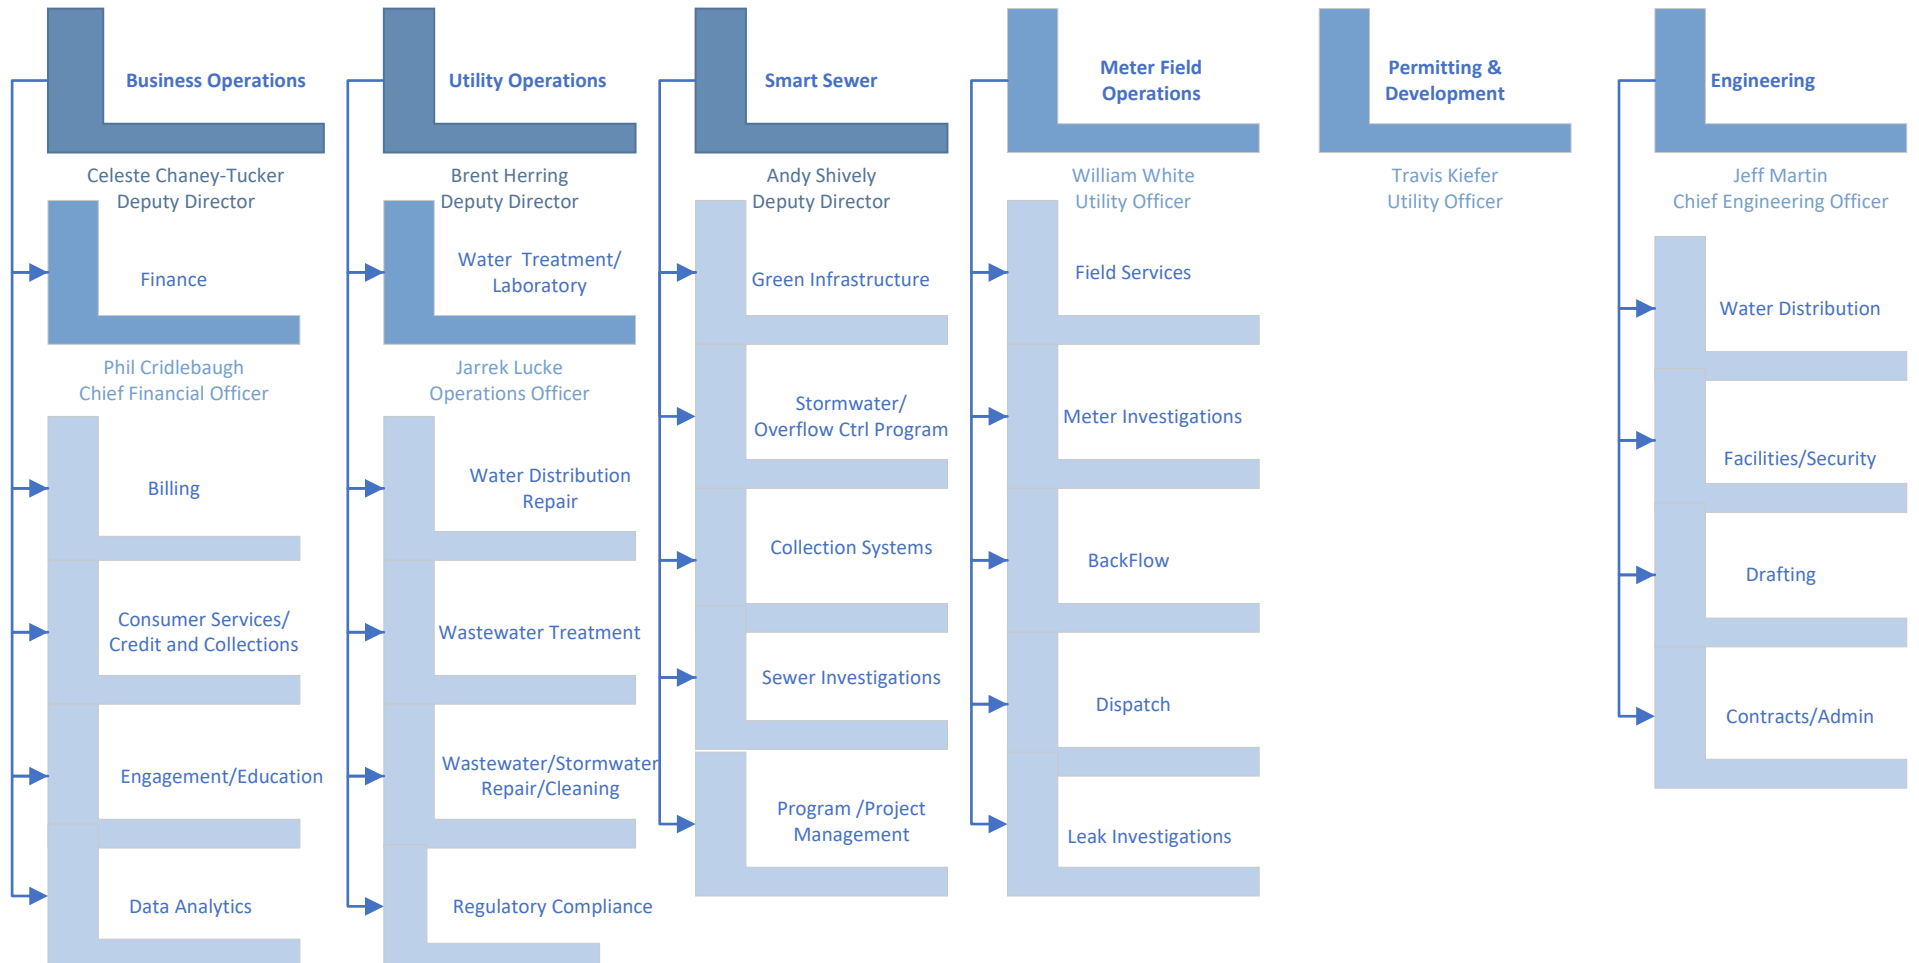 Business Operations
Celeste Chaney-Tucker
Deputy Director
Finance
Phil Cridlebaugh
Chief Financial Officer
Billing
Consumer Services/
Credit and Collections
Engagement/Education
Data Analytics
Utility Operations
Brent Herring
Deputy Director
Water Treatment/
Laboratory
Jarrek Lucke
Operations Officer
Water Distribution
Repair
Wastewater Treatment
Wastewater/Stormwater
Repair/Cleaning
Regulatory Compliance
Smart Sewer
Andy Shively
Deputy Director
Green Infrastructure
Stormwater/
Overflow Ctrl Program
Collection Systems
Sewer Investigations
Program /Project
Management
Meter Field
Operations
William White
Utility Officer
Field Services
Meter Investigations
BackFlow
Dispatch
Leak Investigations
Permitting &
Development
Travis Kiefer
Utility Officer
Engineering
Jeff Martin
Chief Engineering Officer
Water Distribution
Facilities/Security
Drafting
Contracts/Admin